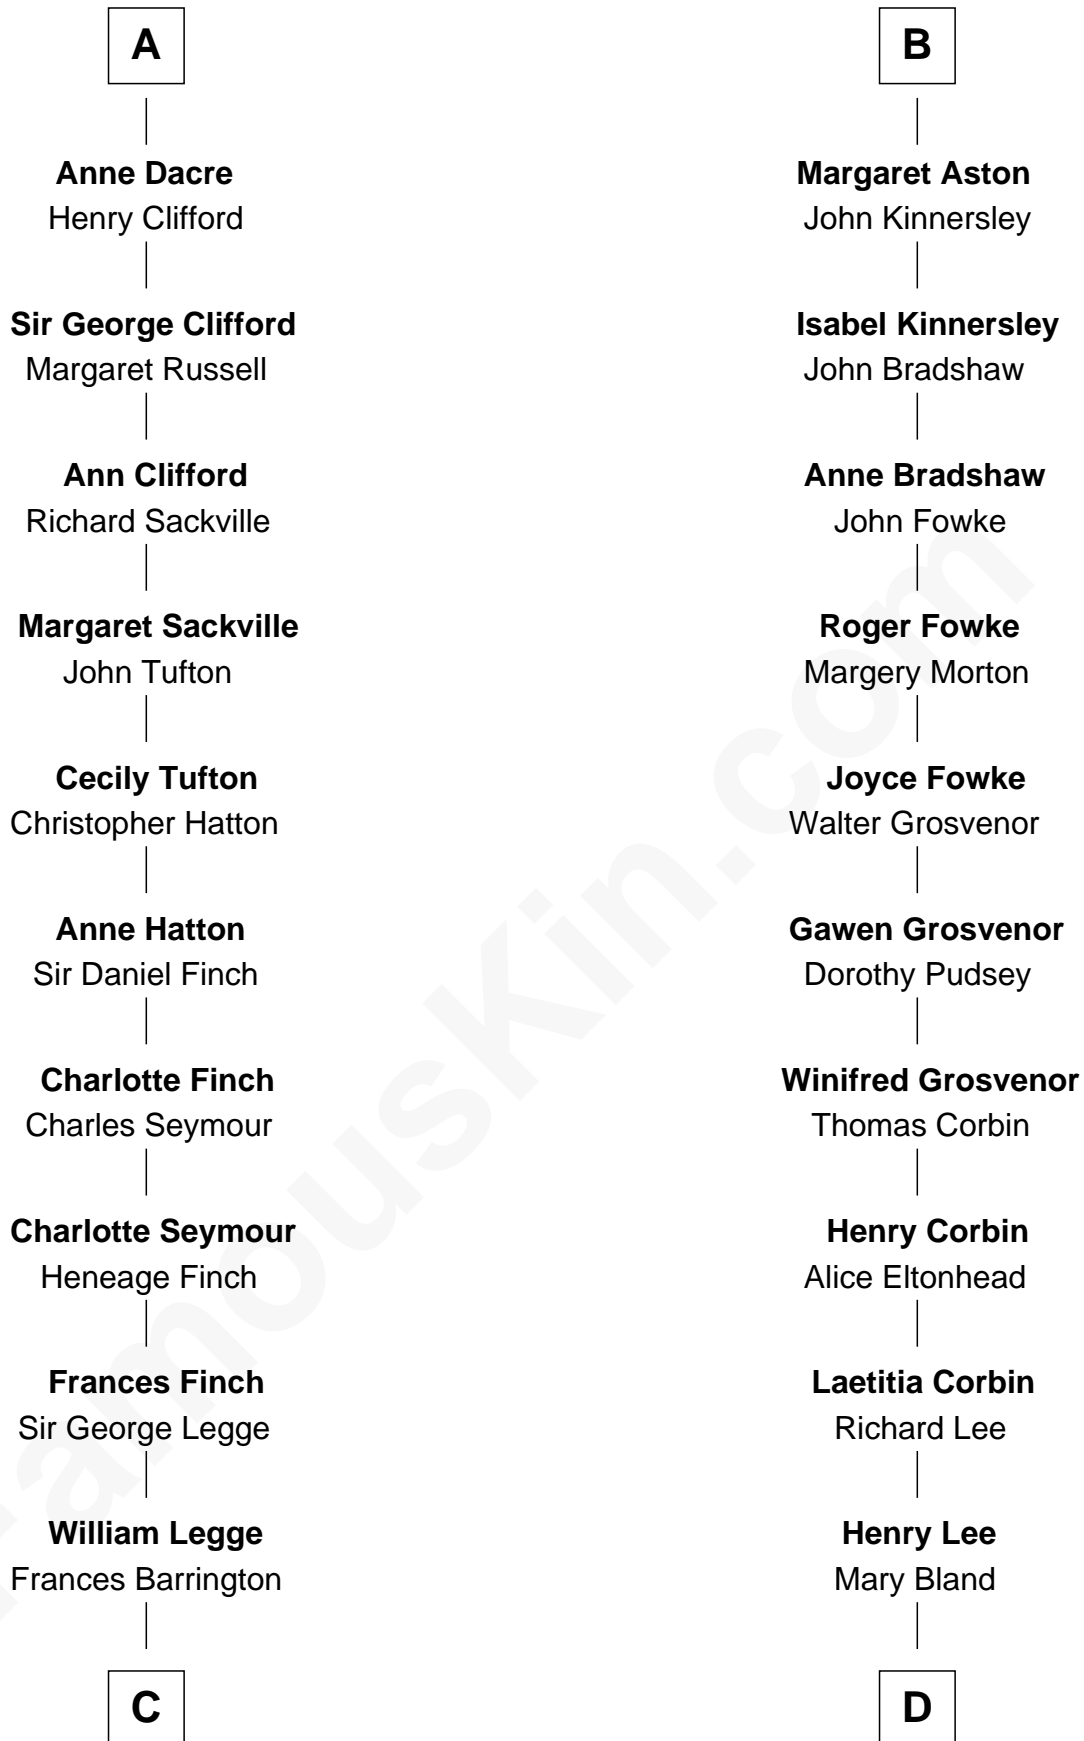 A
Anne Dacre
Henry Clifford
Sir George Clifford
Margaret Russell
Ann Clifford
Richard Sackville
Margaret Sackville
John Tufton
Cecily Tufton
Christopher Hatton
Anne Hatton
Sir Daniel Finch
Charlotte Finch
Charles Seymour
Charlotte Seymour
Heneage Finch
Frances Finch
Sir George Legge
William Legge
Frances Barrington
C
B
Margaret Aston
John Kinnersley
Isabel Kinnersley
John Bradshaw
Anne Bradshaw
John Fowke
Roger Fowke
Margery Morton
Joyce Fowke
Walter Grosvenor
Gawen Grosvenor
Dorothy Pudsey
Winifred Grosvenor
Thomas Corbin
Henry Corbin
Alice Eltonhead
Laetitia Corbin
Richard Lee
Henry Lee
Mary Bland
D
FamousKin.com